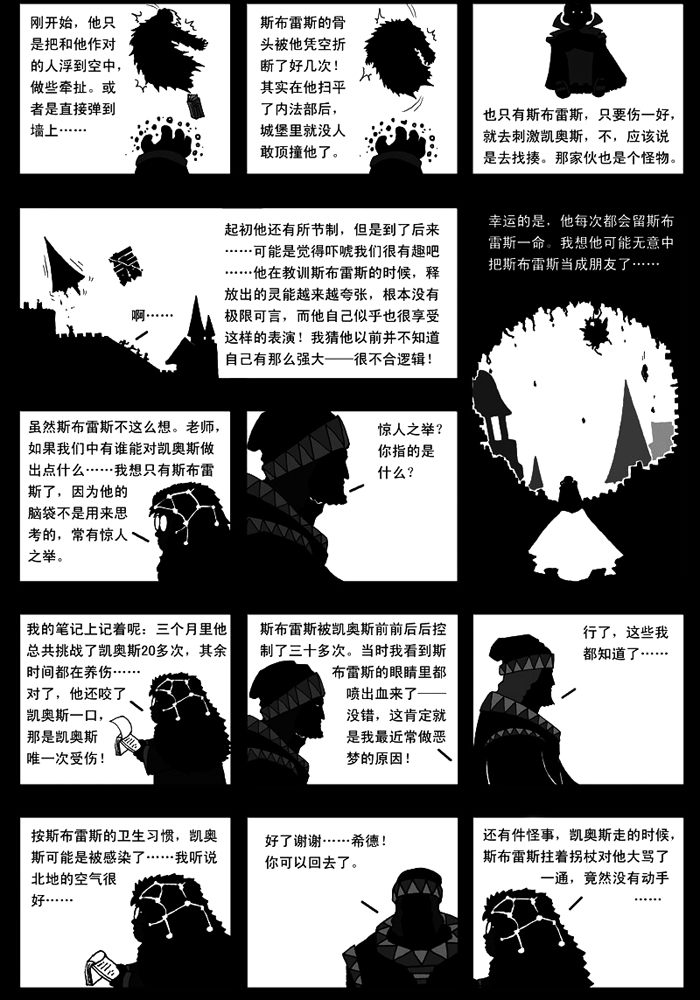 刚开始，他只
是把和他作对
的人浮到空中，
做些牵扯。或
者是直接弹到
墙上……
斯布雷斯的骨
头被他凭空折
断了好几次！
其实在他扫平
了内法部后，
城堡里就没人
敢顶撞他了。
也只有斯布雷斯，只要伤一好，
就去刺激凯奥斯，不，应该说
是去找揍。那家伙也是个怪物。
起初他还有所节制，但是到了后来
……可能是觉得吓唬我们很有趣吧
……他在教训斯布雷斯的时候，释
放出的灵能越来越夸张，根本没有
极限可言，而他自己似乎也很享受
这样的表演！我猜他以前并不知道
自己有那么强大——很不合逻辑！
啊……
幸运的是，他每次都会留斯布
雷斯一命。我想他可能无意中
把斯布雷斯当成朋友了……
虽然斯布雷斯不这么想。老师，
如果我们中有谁能对凯奥斯做
出点什么……我想只有斯布雷
斯了，因为他的
脑袋不是用来思
考的，常有惊人
之举。
惊人之举？
你指的是
什么？
我的笔记上记着呢：三个月里他
总共挑战了凯奥斯20多次，其余
时间都在养伤……
对了，他还咬了
凯奥斯一口，
那是凯奥斯
唯一次受伤！
斯布雷斯被凯奥斯前前后后控
制了三十多次。当时我看到斯
布雷斯的眼睛里都
喷出血来了——
没错，这肯定就
是我最近常做恶
梦的原因！
行了，这些我
都知道了……
按斯布雷斯的卫生习惯，凯奥
斯可能是被感染了……我听说
北地的空气很
好……
好了谢谢……希德！
你可以回去了。
还有件怪事，凯奥斯走的时候，
斯布雷斯拄着拐杖对他大骂了
一通，竟然没有动手
……